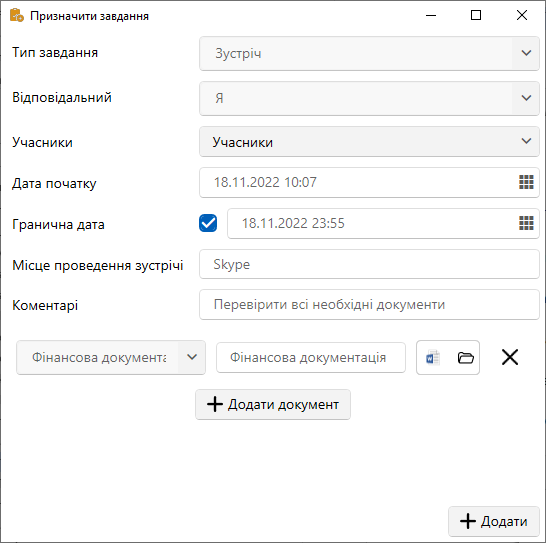 Призначити завдання
Тип завдання
Зустріч
Відповідальний
Я
Учасники
Учасники
Дата початку
18.11.2022 10:07
Гранична дата
18.11.2022 23:55
Місце проведення зустрічі
Skype
Коментарі
Перевірити всі необхідні документи
Фінансова документа
Фінансова документація
Додати документ
Додати